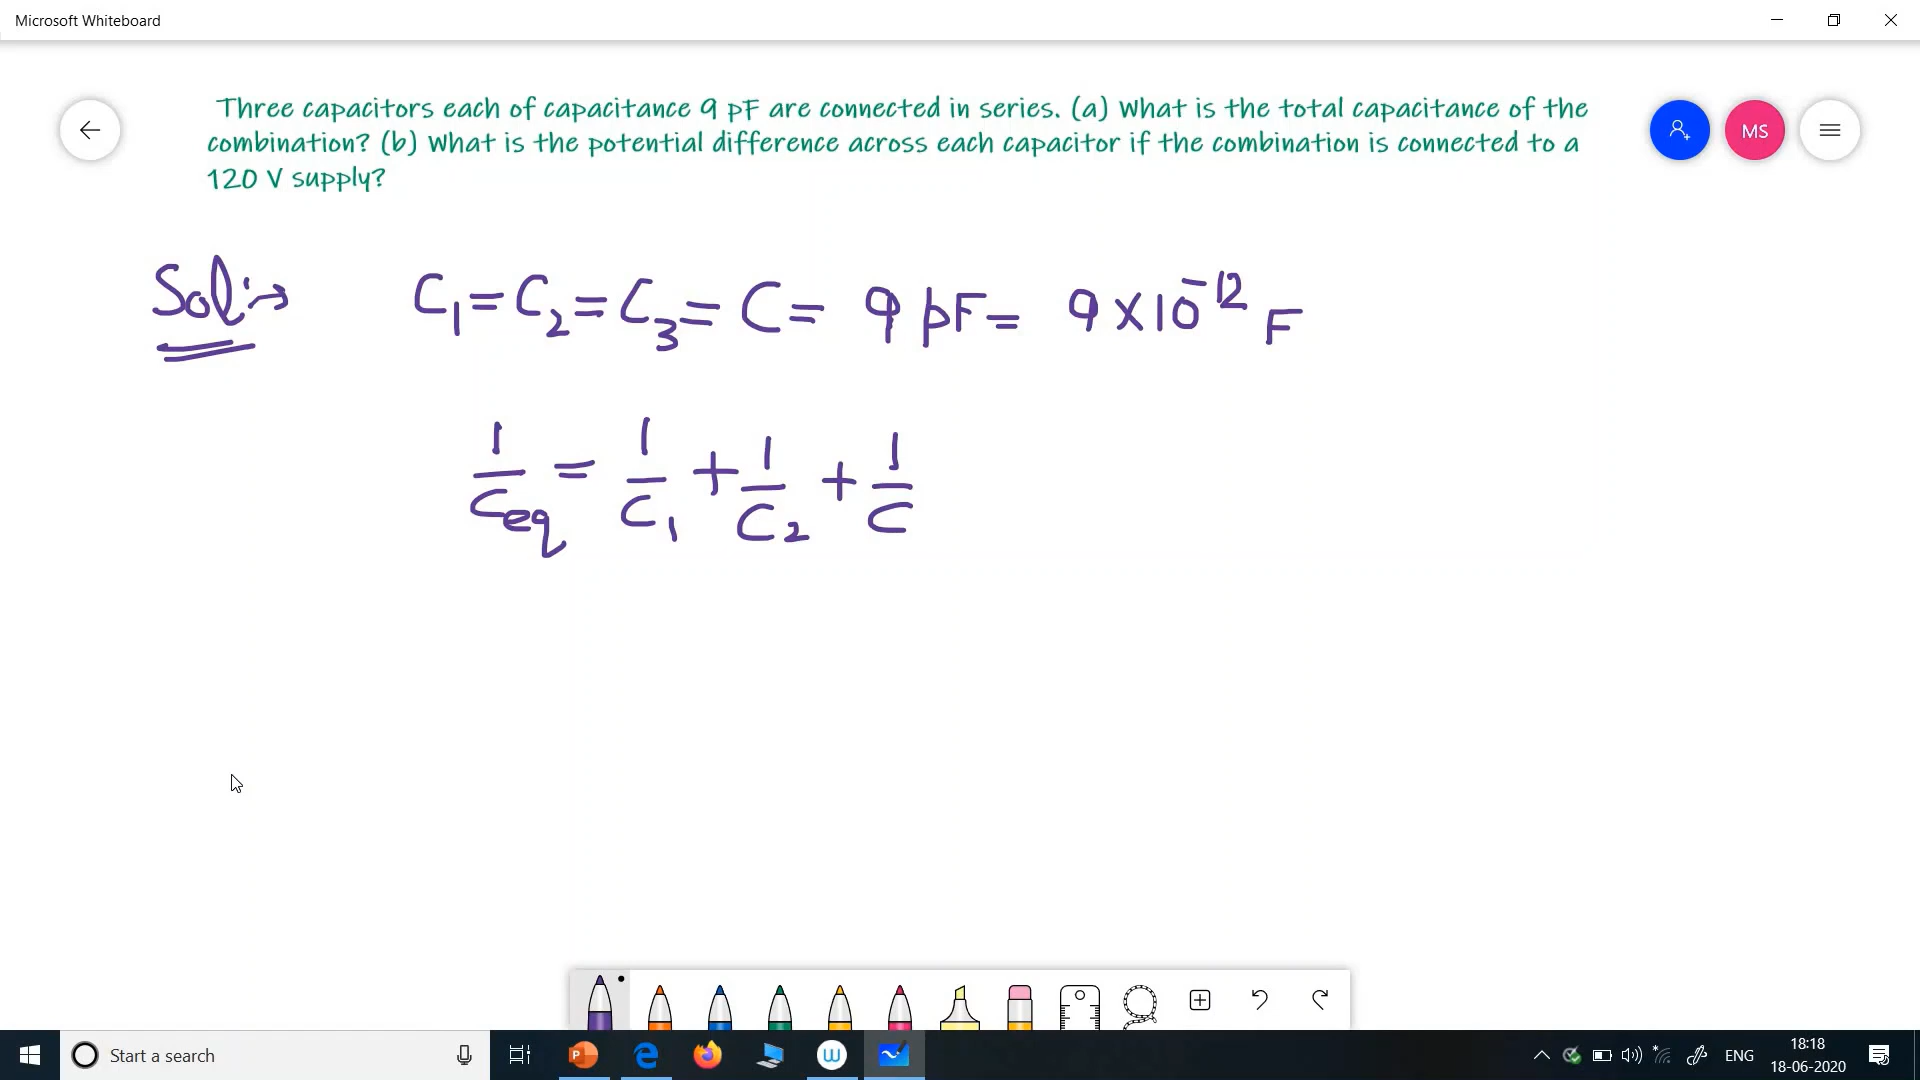 Microsoft Whiteboard
Three capacitors each of capacitance 9 pF are connected in series. (a) What is the total capacitance of the
combination? (b) What is the potential difference across each capacitor if the combination is connected to a
120 V supply?
MS
Sol:→ C₁ = C₂ = C₃ = C = 9 pF = 9 × 10⁻¹² F
1/Ceq = 1/C₁ + 1/C₂ + 1/C
Start a search
ENG
18:18
18-06-2020